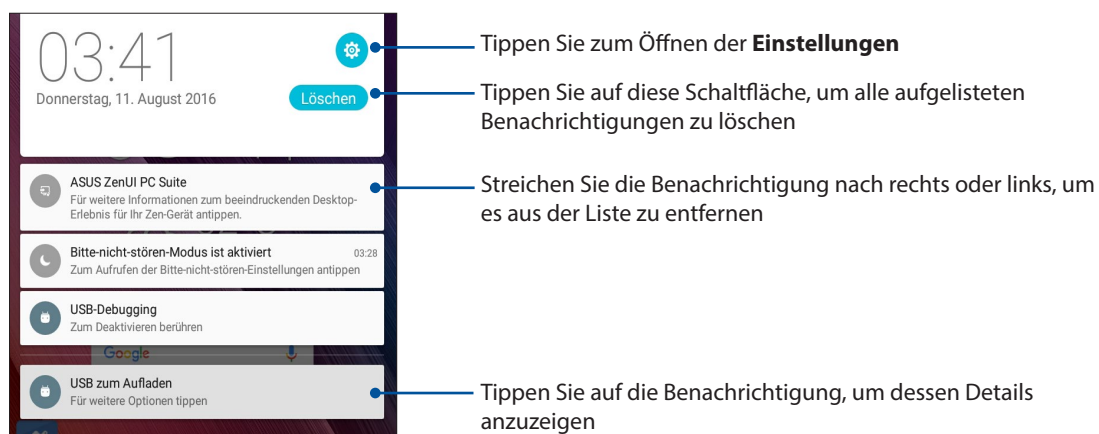 03:41
Donnerstag, 11. August 2016
Löschen
ASUS ZenUI PC Suite
Für weitere Informationen zum beeindruckenden Desktop-
Erlebnis für Ihr Zen-Gerät antippen.
Bitte-nicht-stören-Modus ist aktiviert 03:28
Zum Aufrufen der Bitte-nicht-stören-Einstellungen antippen
USB-Debugging
Zum Deaktivieren berühren
Google
USB zum Aufladen
Für weitere Optionen tippen
Tippen Sie zum Öffnen der Einstellungen
Tippen Sie auf diese Schaltfläche, um alle aufgelisteten
Benachrichtigungen zu löschen
Streichen Sie die Benachrichtigung nach rechts oder links, um
es aus der Liste zu entfernen
Tippen Sie auf die Benachrichtigung, um dessen Details
anzuzeigen